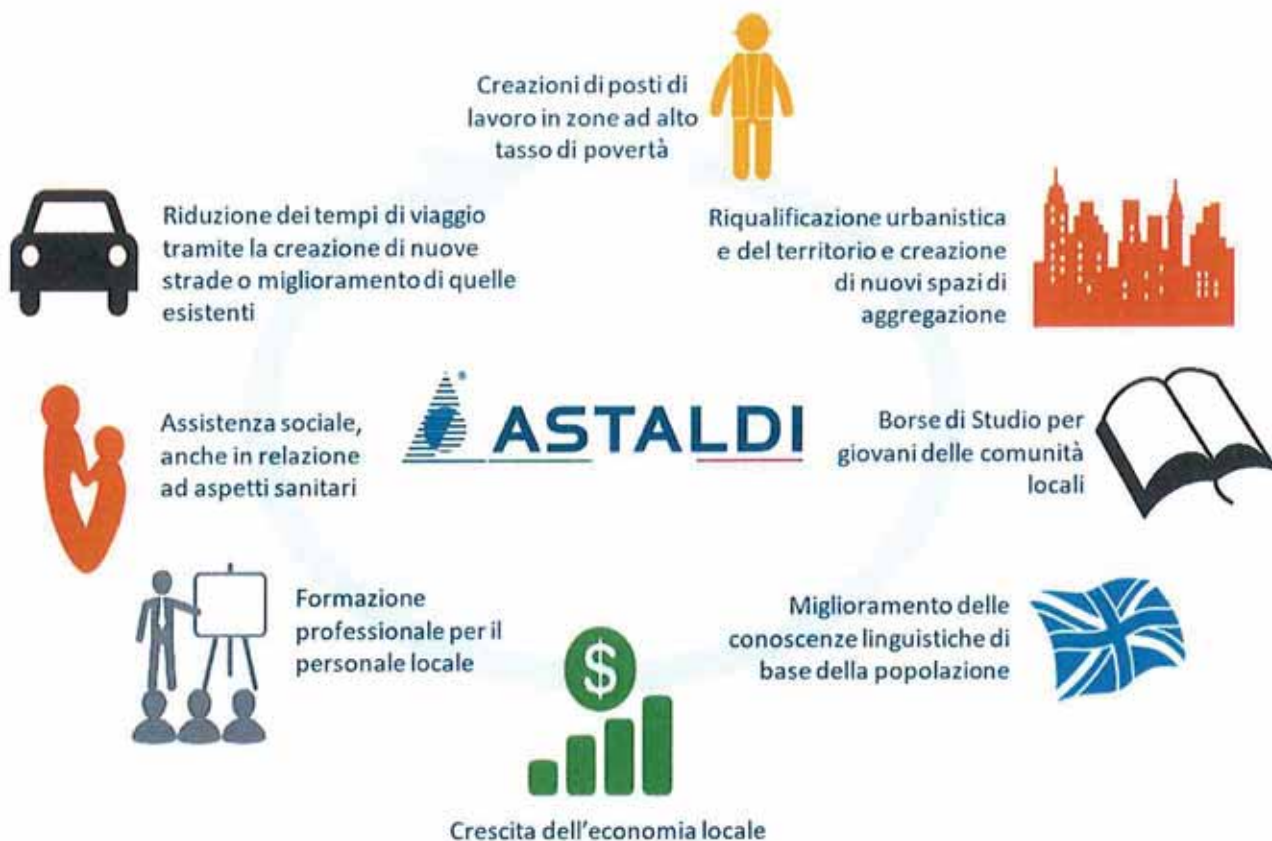 Creazioni di posti di
lavoro in zone ad alto
tasso di povertà
Riduzione dei tempi di viaggio
tramite la creazione di nuove
strade o miglioramento di quelle
esistenti
Riqualificazione urbanistica
e del territorio e creazione
di nuovi spazi di
aggregazione
Assistenza sociale,
anche in relazione
ad aspetti sanitari
® ASTALDI
Borse di Studio per
giovani delle comunità
locali
Formazione
professionale per il
personale locale
Miglioramento delle
conoscenze linguistiche di
base della popolazione
$
Crescita dell'economia locale